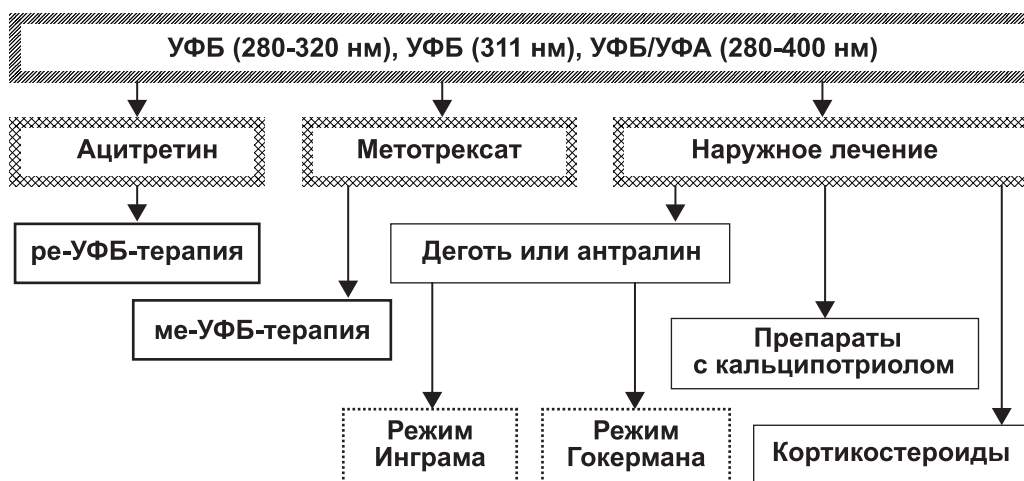 УФБ (280-320 нм), УФБ (311 нм), УФБ/УФА (280-400 нм)
Ацитретин
Метотрексат
Наружное лечение
ре-УФБ-терапия
Деготь или антралин
ме-УФБ-терапия
Препараты
с кальципотриолом
Режим
Инграма
Режим
Гокермана
Кортикостероиды